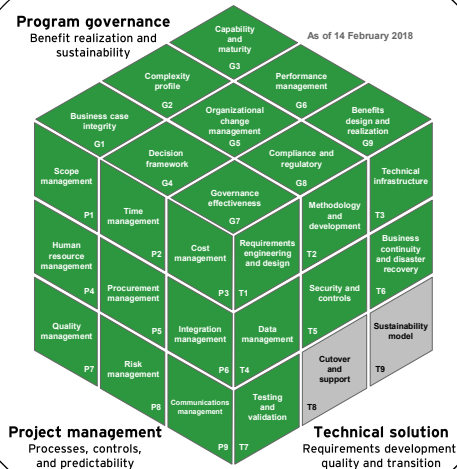 Program governance
Benefit realization and
sustainability
As of 14 February 2018
Capability
and
maturity
G3
Complexity
profile
G2
Performance
management
G6
Business case
integrity
G1
Organizational
change
management
G5
Benefits
design and
realization
G9
Decision
framework
G4
Compliance and
regulatory
G8
Governance
effectiveness
G7
Scope
management
P1
Time
management
P2
Cost
management
P3
Human
resource
management
P4
Procurement
management
P5
Integration
management
P6
Quality
management
P7
Risk
management
P8
Communications
management
P9
Requirements
engineering
and design
T1
Methodology
and
development
T2
Technical
infrastructure
T3
Data
management
T4
Security and
controls
T5
Business
continuity
and disaster
recovery
T6
Testing
and
validation
T7
Cutover
and
support
T8
Sustainability
model
T9
Project management
Processes, controls,
and predictability
Technical solution
Requirements development
quality and transition